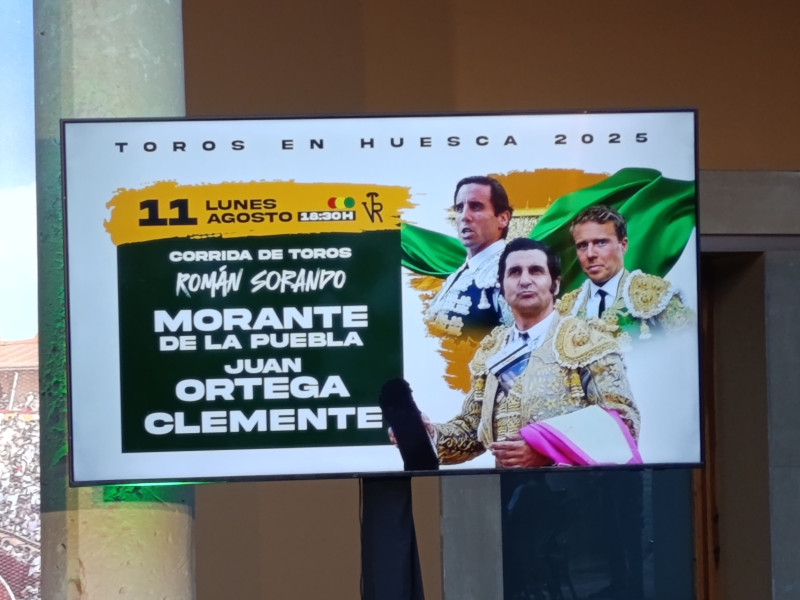 TOROS EN HUESCA 2025
11 LUNES
AGOSTO 18:30H
CORRIDA DE TOROS
ROMÁN SORANDO
MORANTE
DE LA PUEBLA
JUAN
ORTEGA
CLEMENTE